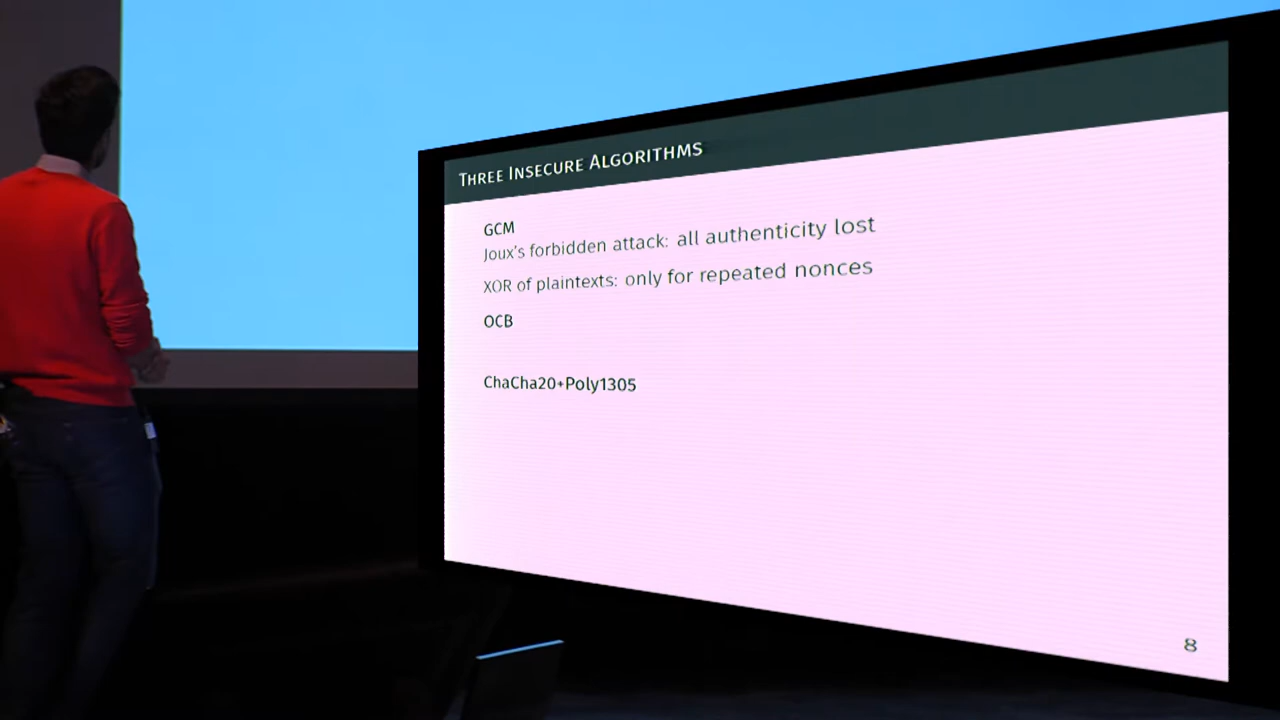 Three Insecure Algorithms
GCM
Joux's forbidden attack: all authenticity lost
XOR of plaintexts: only for repeated nonces
OCB
ChaCha20+Poly1305
8